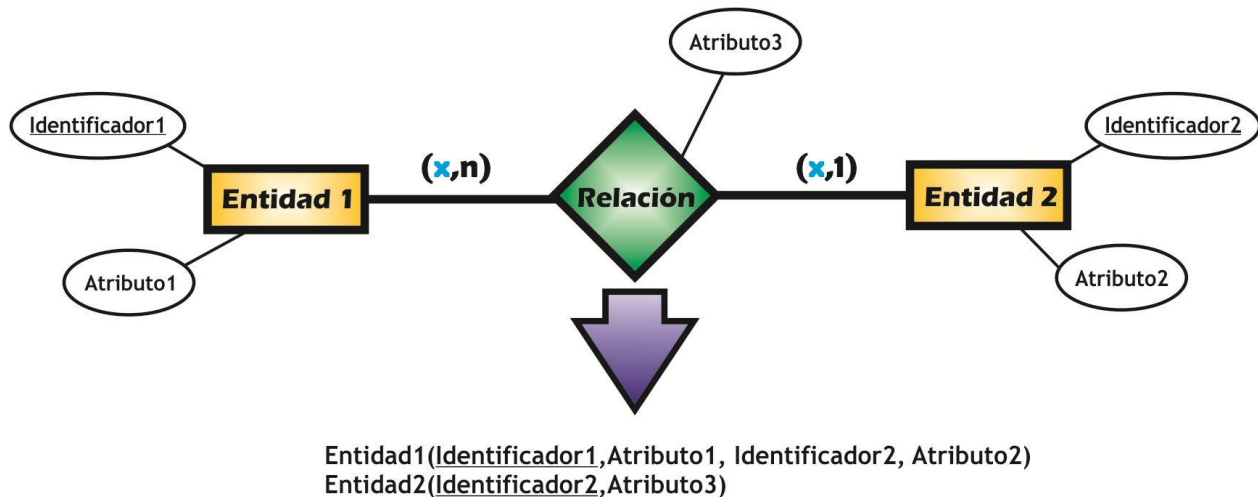 Atributo3
Identificador1
Identificador2
(x,n)
(x,1)
Entidad 1
Relación
Entidad 2
Atributo1
Atributo2
Entidad1(Identificador1,Atributo1, Identificador2, Atributo2)
Entidad2(Identificador2,Atributo3)